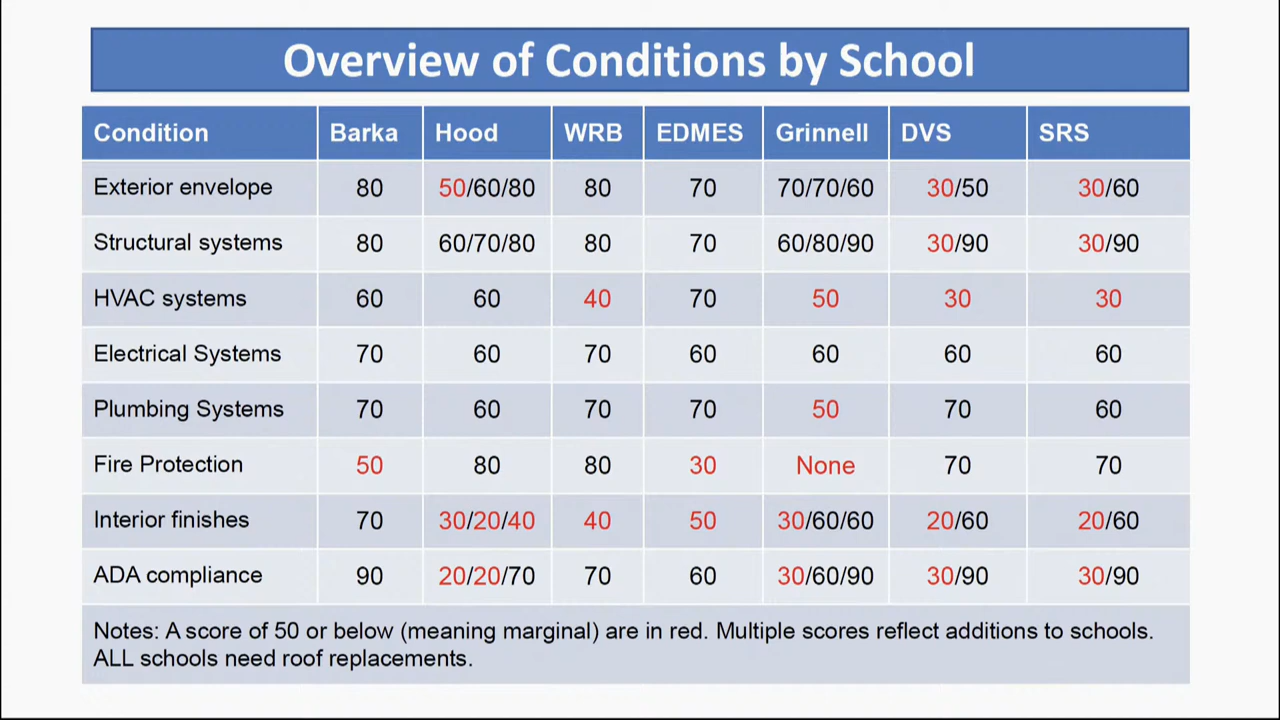 Overview of Conditions by School
Condition Barka Hood WRB EDMES Grinnell DVS SRS
Exterior envelope 80 50/60/80 80 70 70/70/60 30/50 30/60
Structural systems 80 60/70/80 80 70 60/80/90 30/90 30/90
HVAC systems 60 60 40 70 50 30 30
Electrical Systems 70 60 70 60 60 60 60
Plumbing Systems 70 60 70 70 50 70 60
Fire Protection 50 80 80 30 None 70 70
Interior finishes 70 30/20/40 40 50 30/60/60 20/60 20/60
ADA compliance 90 20/20/70 70 60 30/60/90 30/90 30/90
Notes: A score of 50 or below (meaning marginal) are in red. Multiple scores reflect additions to schools.
ALL schools need roof replacements.